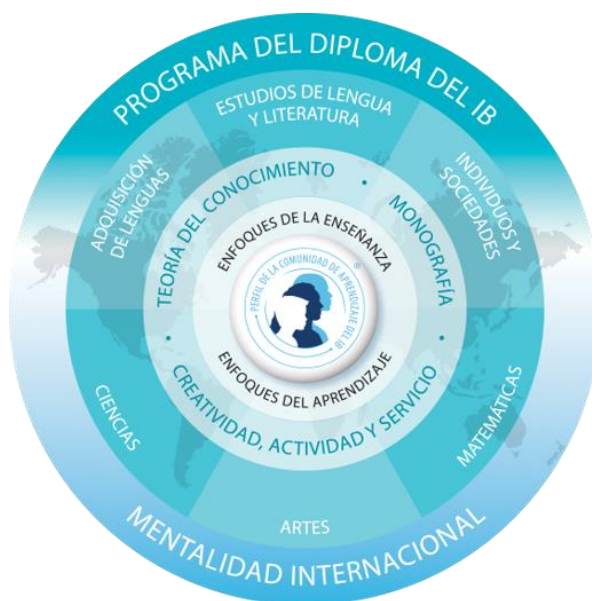 PROGRAMA DEL DIPLOMA DEL IB
ESTUDIOS DE LENGUA
Y LITERATURA
ADQUISICIÓN
DE LENGUAS
INDIVIDUOS Y
SOCIEDADES
TEORÍA DEL CONOCIMIENTO • MONOGRAFÍA •
ENFOQUES DE LA ENSEÑANZA
• PERFIL DE LA COMUNIDAD DE APRENDIZAJE DEL IB
®
ENFOQUES DEL APRENDIZAJE
• CREATIVIDAD, ACTIVIDAD Y SERVICIO
CIENCIAS
MATEMÁTICAS
ARTES
MENTALIDAD INTERNACIONAL